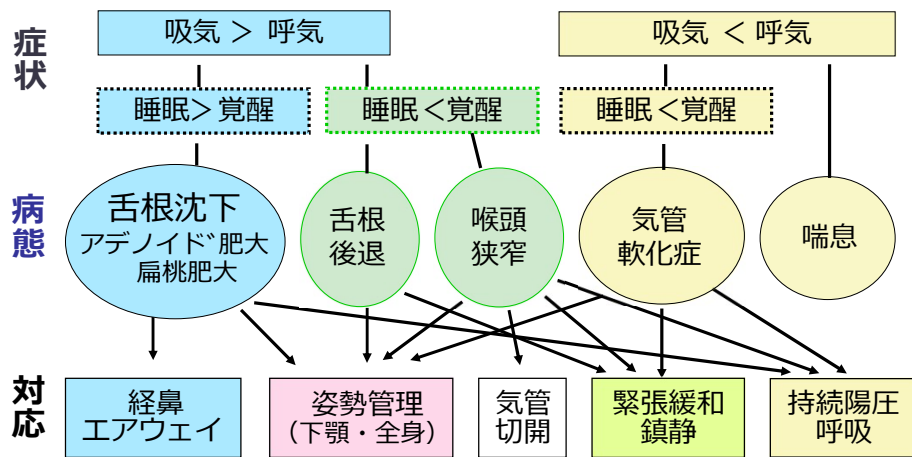 症状
吸気 > 呼気
吸気 < 呼気
睡眠>覚醒
睡眠<覚醒
睡眠<覚醒
病態
舌根沈下
アデノイド゛肥大
扁桃肥大
舌根
後退
喉頭
狭窄
気管
軟化症
喘息
対応
経鼻
エアウェイ
姿勢管理
(下顎・全身)
気管
切開
緊張緩和
鎮静
持続陽圧
呼吸